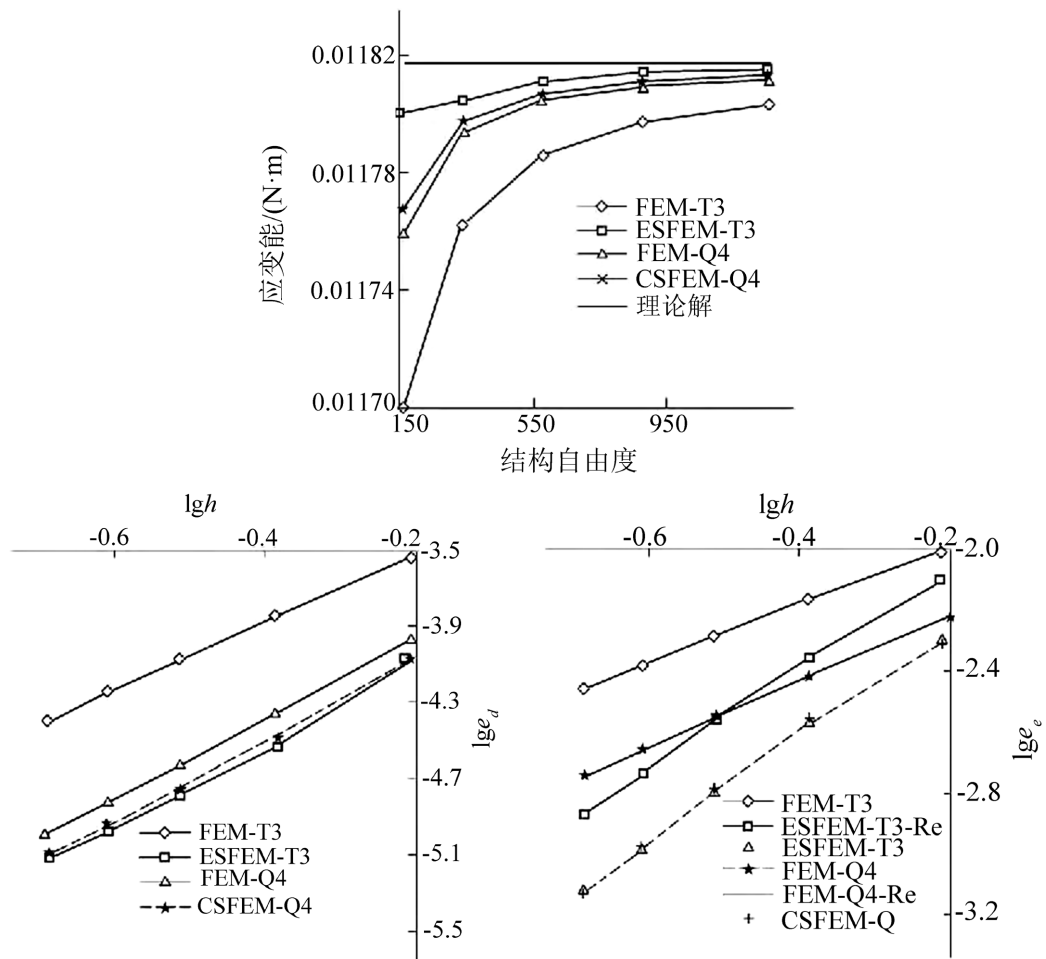 0.01182
0.01178
0.01174
0.01170
应变能/(N·m)
FEM-T3
ESFEM-T3
FEM-Q4
CSFEM-Q4
理论解
150 550 950
结构自由度
lgh
-0.6 -0.4 -0.2
-3.5
-3.9
-4.3
-4.7
-5.1
-5.5
lge_d
FEM-T3
ESFEM-T3
FEM-Q4
CSFEM-Q4
lgh
-0.6 -0.4 -0.2
-2.0
-2.4
-2.8
-3.2
lge_e
FEM-T3
ESFEM-T3-Re
ESFEM-T3
FEM-Q4
FEM-Q4-Re
CSFEM-Q